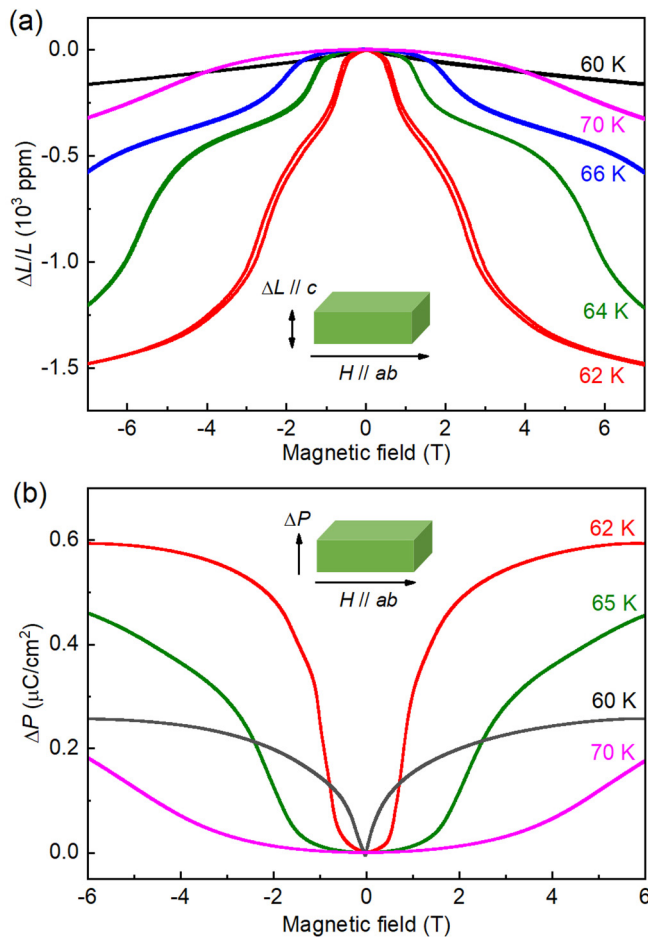 (a)
0.0
-0.5
-1.0
-1.5
ΔL/L (10³ ppm)
60 K
70 K
66 K
64 K
62 K
ΔL // c
H // ab
-6 -4 -2 0 2 4 6
Magnetic field (T)
(b)
0.6
0.4
0.2
0.0
ΔP (μC/cm²)
ΔP
H // ab
62 K
65 K
60 K
70 K
-6 -4 -2 0 2 4 6
Magnetic field (T)